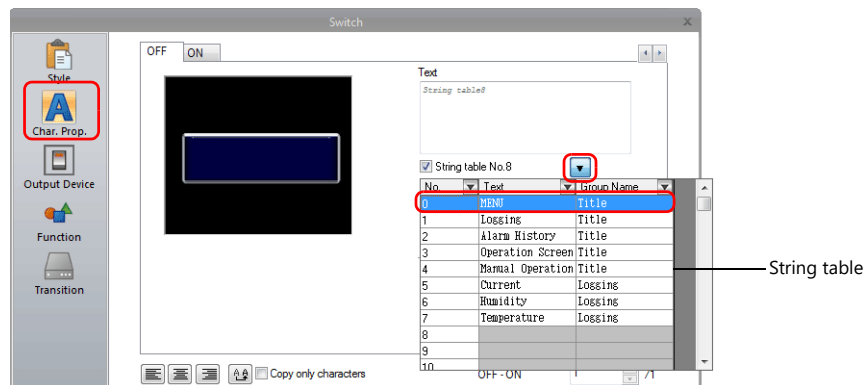 Switch x
Style
Char. Prop.
Output Device
Function
Transition
OFF ON
Text
String table8
String table No.8
No. Text Group Name
0 MENU Title
1 Logging Title
2 Alarm History Title
3 Operation Screen Title
4 Manual Operation Title
5 Current Logging
6 Humidity Logging
7 Temperature Logging
8
9
10
String table
Copy only characters
OFF - ON /1